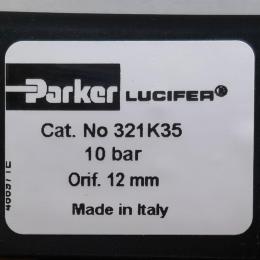 Parker LUCIFER®
Cat. No 321K35
10 bar
Orif. 12 mm
Made in Italy